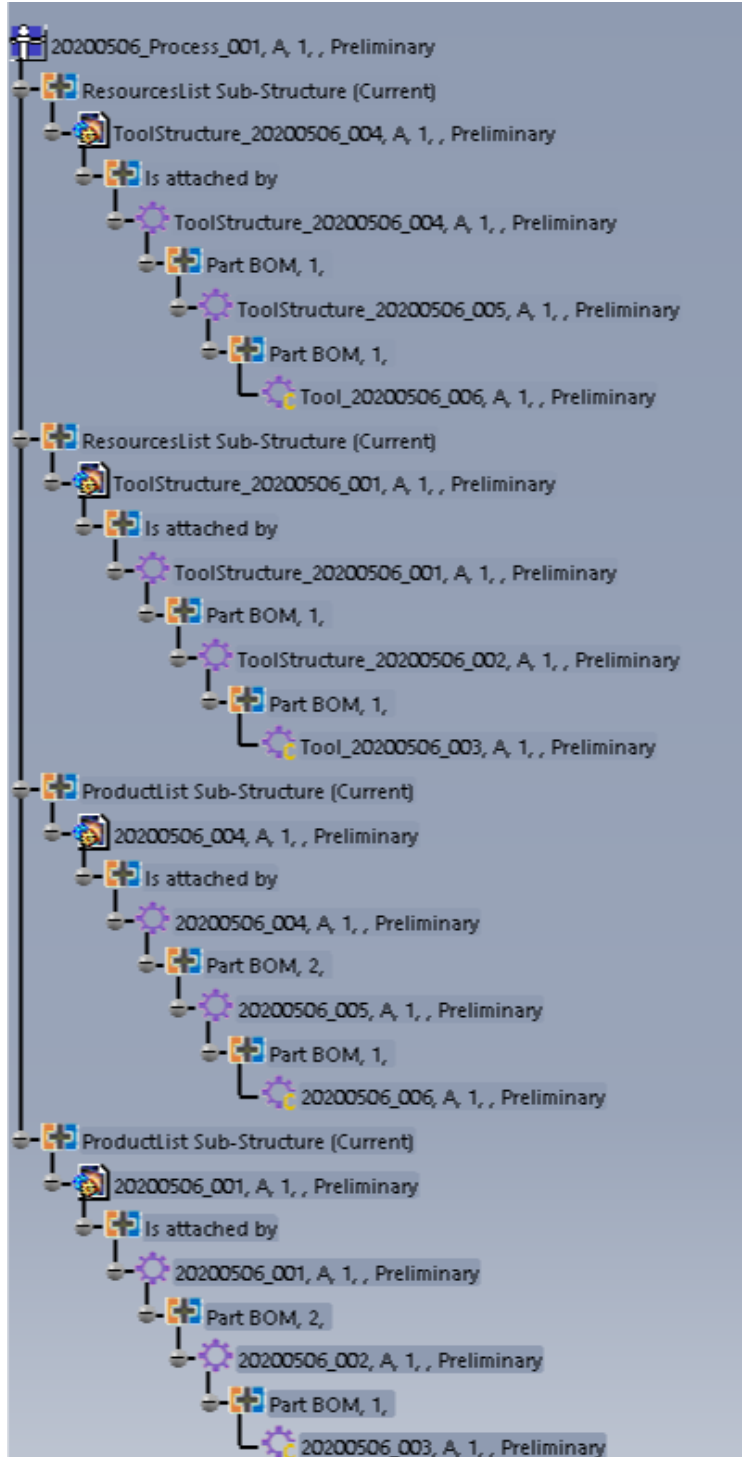 20200506_Process_001, A, 1, , Preliminary
ResourcesList Sub-Structure (Current)
ToolStructure_20200506_004, A, 1, , Preliminary
Is attached by
ToolStructure_20200506_004, A, 1, , Preliminary
Part BOM, 1,
ToolStructure_20200506_005, A, 1, , Preliminary
Part BOM, 1,
Tool_20200506_006, A, 1, , Preliminary
ResourcesList Sub-Structure (Current)
ToolStructure_20200506_001, A, 1, , Preliminary
Is attached by
ToolStructure_20200506_001, A, 1, , Preliminary
Part BOM, 1,
ToolStructure_20200506_002, A, 1, , Preliminary
Part BOM, 1,
Tool_20200506_003, A, 1, , Preliminary
ProductList Sub-Structure (Current)
20200506_004, A, 1, , Preliminary
Is attached by
20200506_004, A, 1, , Preliminary
Part BOM, 2,
20200506_005, A, 1, , Preliminary
Part BOM, 1,
20200506_006, A, 1, , Preliminary
ProductList Sub-Structure (Current)
20200506_001, A, 1, , Preliminary
Is attached by
20200506_001, A, 1, , Preliminary
Part BOM, 2,
20200506_002, A, 1, , Preliminary
Part BOM, 1,
20200506_003, A, 1, , Preliminary